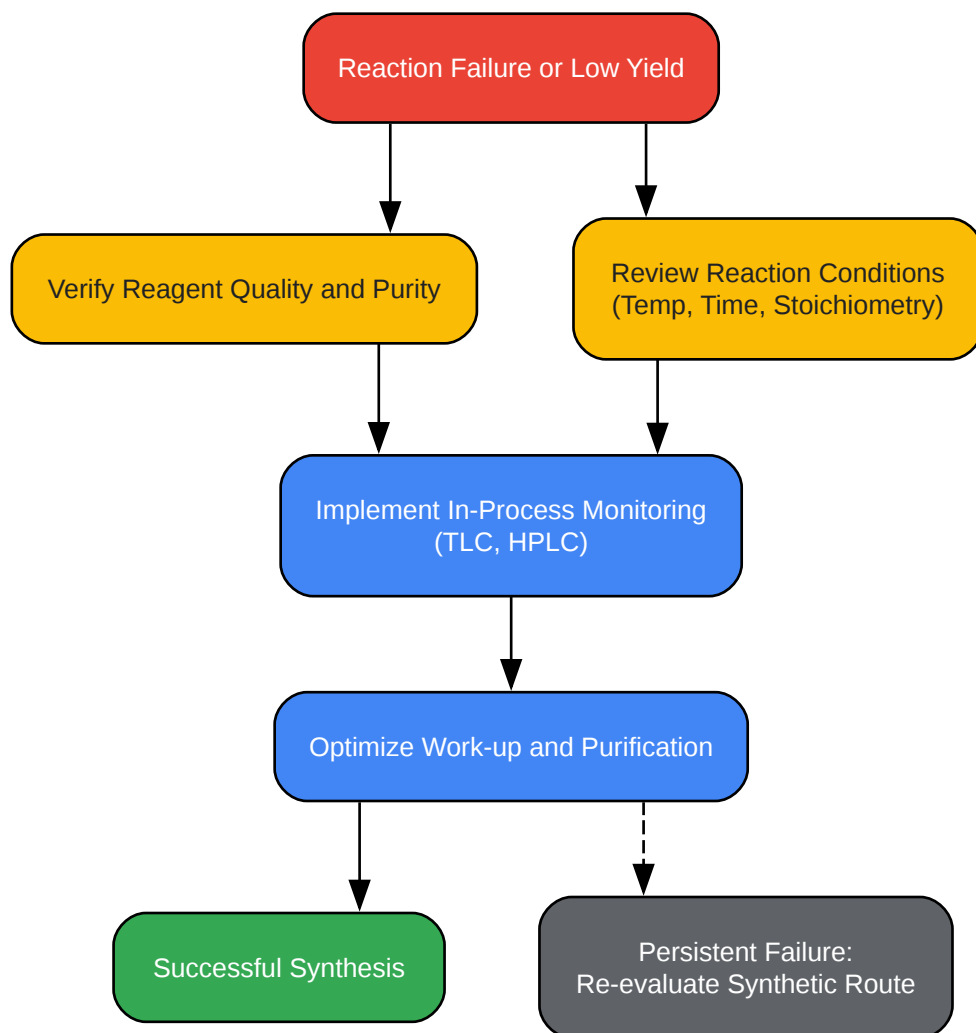 Reaction Failure or Low Yield
Verify Reagent Quality and Purity
Review Reaction Conditions
(Temp, Time, Stoichiometry)
Implement In-Process Monitoring
(TLC, HPLC)
Optimize Work-up and Purification
Successful Synthesis
Persistent Failure:
Re-evaluate Synthetic Route